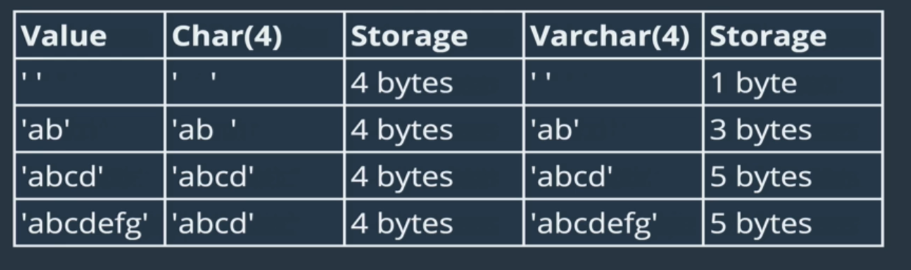 Value Char(4) Storage Varchar(4) Storage
' ' '    ' 4 bytes ' ' 1 byte
'ab' 'ab  ' 4 bytes 'ab' 3 bytes
'abcd' 'abcd' 4 bytes 'abcd' 5 bytes
'abcdefg' 'abcd' 4 bytes 'abcdefg' 5 bytes